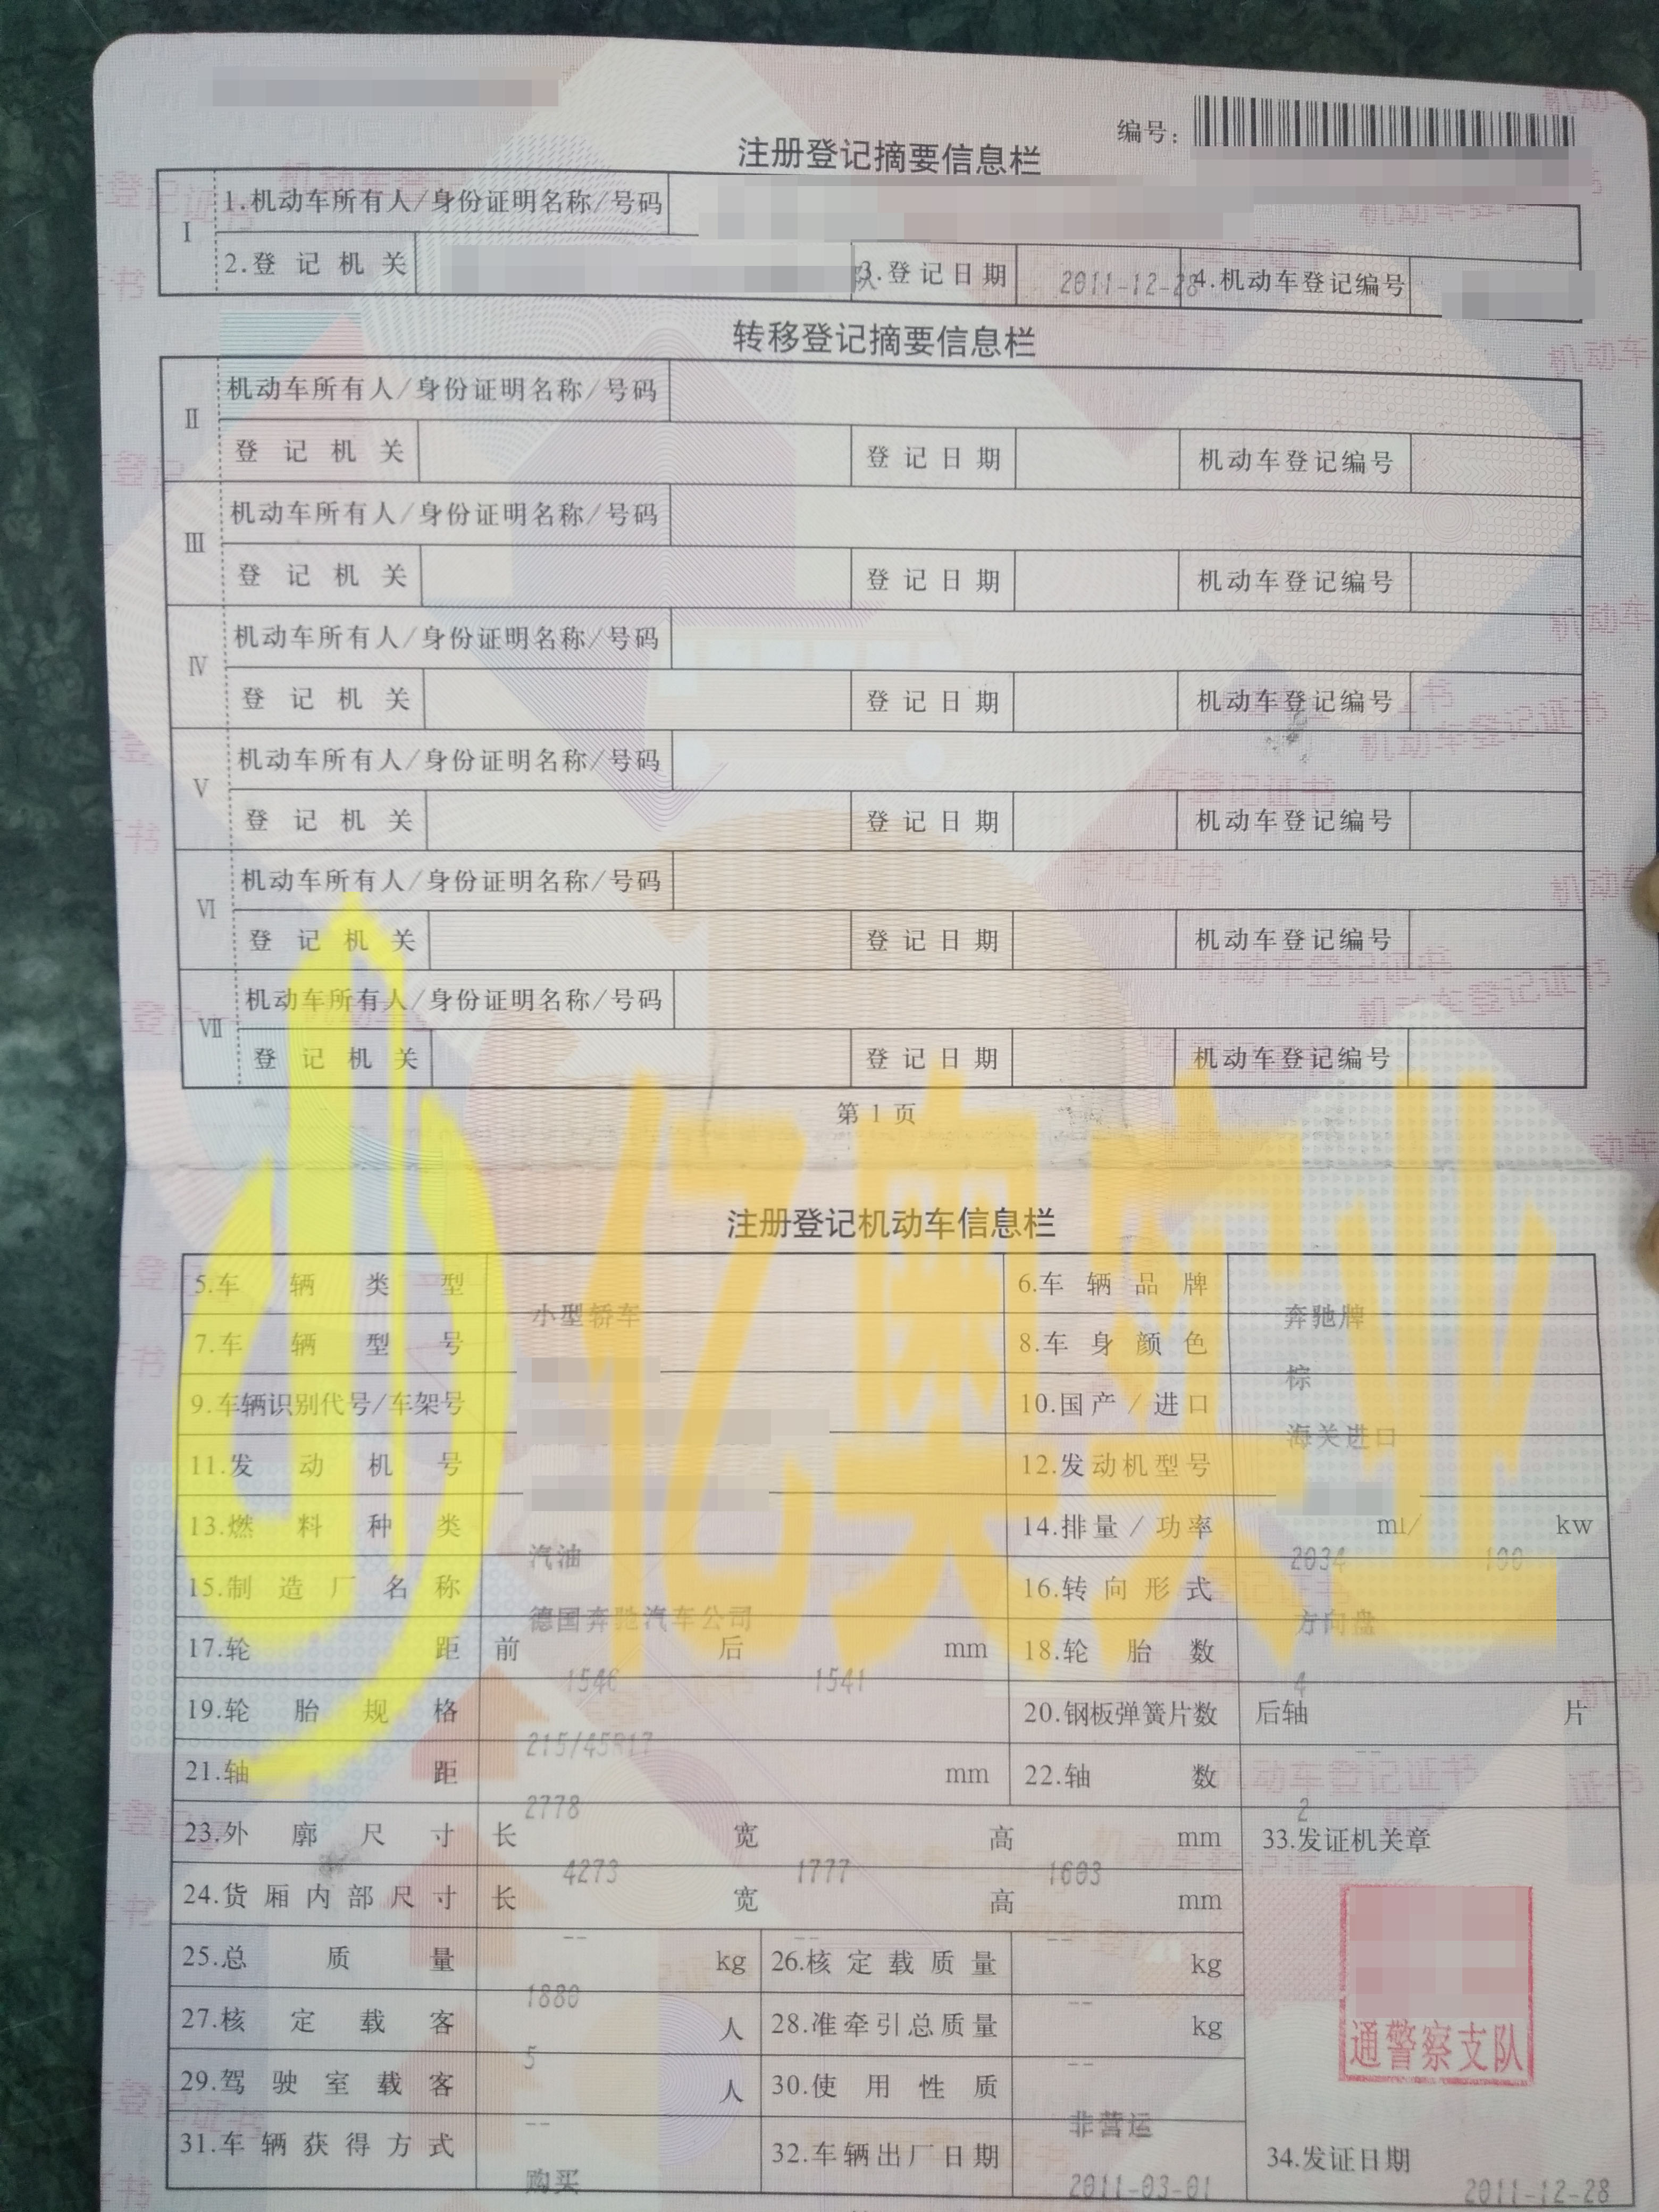 编号:
注册登记摘要信息栏
Ⅰ 1.机动车所有人/身份证明名称/号码
2.登记机关 队 3.登记日期 2011-12-28 4.机动车登记编号
转移登记摘要信息栏
Ⅱ 机动车所有人/身份证明名称/号码
登记机关 登记日期 机动车登记编号
Ⅲ 机动车所有人/身份证明名称/号码
登记机关 登记日期 机动车登记编号
Ⅳ 机动车所有人/身份证明名称/号码
登记机关 登记日期 机动车登记编号
Ⅴ 机动车所有人/身份证明名称/号码
登记机关 登记日期 机动车登记编号
Ⅵ 机动车所有人/身份证明名称/号码
登记机关 登记日期 机动车登记编号
Ⅶ 机动车所有人/身份证明名称/号码
登记机关 登记日期 机动车登记编号
第1页
亿奥实业
注册登记机动车信息栏
5.车辆类型 小型轿车 6.车辆品牌 奔驰牌
7.车辆型号 8.车身颜色 棕
9.车辆识别代号/车架号 10.国产/进口 海关进口
11.发动机号 12.发动机型号
13.燃料种类 汽油 14.排量/功率 2034 ml/ 100 kw
15.制造厂名称 德国奔驰汽车公司 16.转向形式 方向盘
17.轮距 前 1546 后 1541 mm 18.轮胎数 4
19.轮胎规格 215/45R17 20.钢板弹簧片数 后轴 -- 片
21.轴距 2778 mm 22.轴数 2
23.外廓尺寸 长 4273 宽 1777 高 1603 mm 33.发证机关章
24.货厢内部尺寸 长 -- 宽 -- 高 -- mm
25.总质量 1880 kg 26.核定载质量 -- kg
27.核定载客 5 人 28.准牵引总质量 -- kg
通警察支队
29.驾驶室载客 -- 人 30.使用性质 非营运
31.车辆获得方式 购买 32.车辆出厂日期 2011-03-01 34.发证日期 2011-12-28